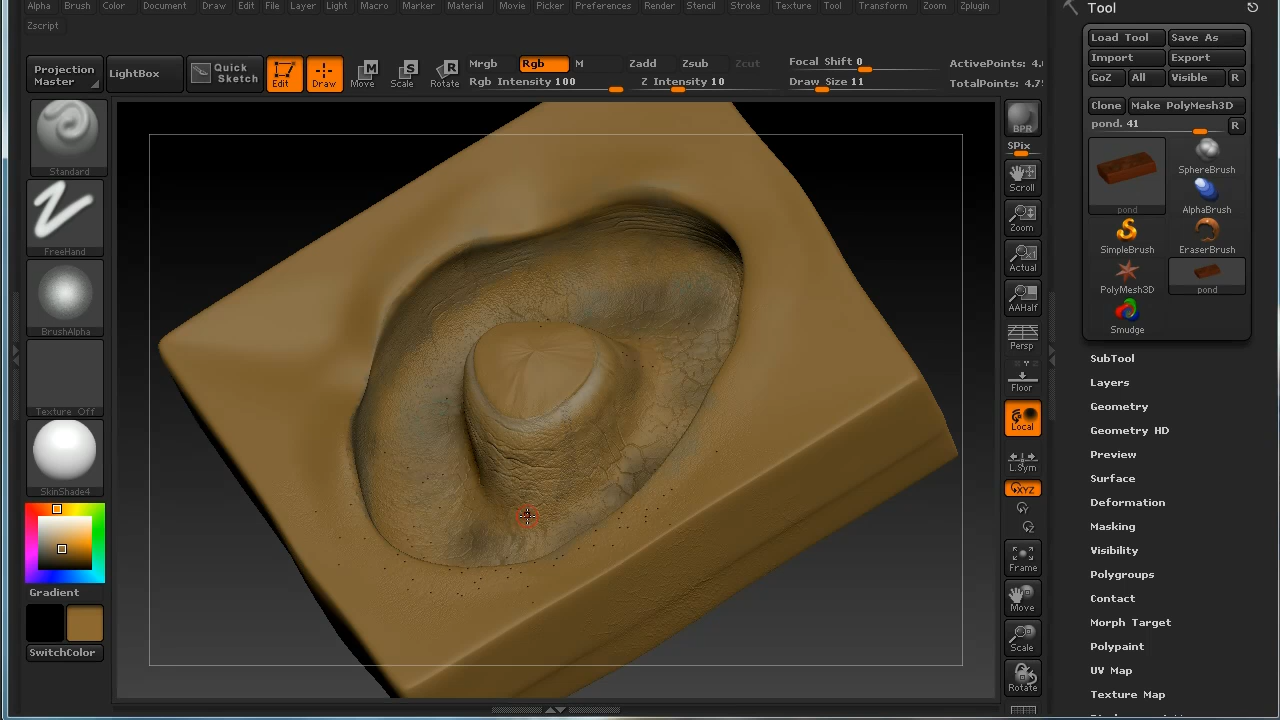 Alpha Brush Color Document Draw Edit File Layer Light Macro Marker Material Movie Picker Preferences Render Stencil Stroke Texture Tool Transform Zoom Zplugin
Zscript
Projection Master
LightBox
Quick Sketch
Edit
Draw
Move
Scale
Rotate
Mrgb Rgb M Zadd Zsub Zcut
Rgb Intensity 100 Z Intensity 10
Focal Shift 0
Draw Size 11
ActivePoints: 4.
TotalPoints: 4.7
Standard
FreeHand
BrushAlpha
Texture Off
SkinShade4
Gradient
SwitchColor
BPR
SPix
Scroll
Zoom
Actual
AAHalf
Persp
Floor
Local
L.Sym
XYZ
Y
Z
Frame
Move
Scale
Rotate
Tool
Load Tool Save As
Import Export
GoZ All Visible R
Clone Make PolyMesh3D
pond. 41 R
pond
SphereBrush
AlphaBrush
SimpleBrush EraserBrush
PolyMesh3D pond
Smudge
SubTool
Layers
Geometry
Geometry HD
Preview
Surface
Deformation
Masking
Visibility
Polygroups
Contact
Morph Target
Polypaint
UV Map
Texture Map